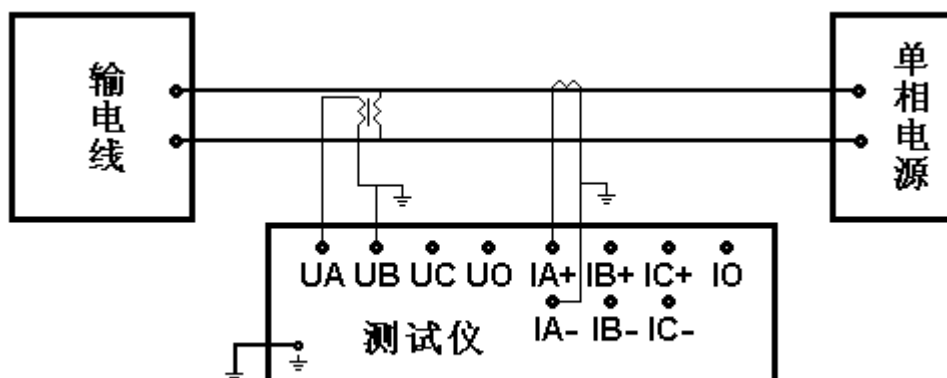 输电线
单相电源
UA UB UC UO IA+ IB+ IC+ IO
IA- IB- IC-
测试仪